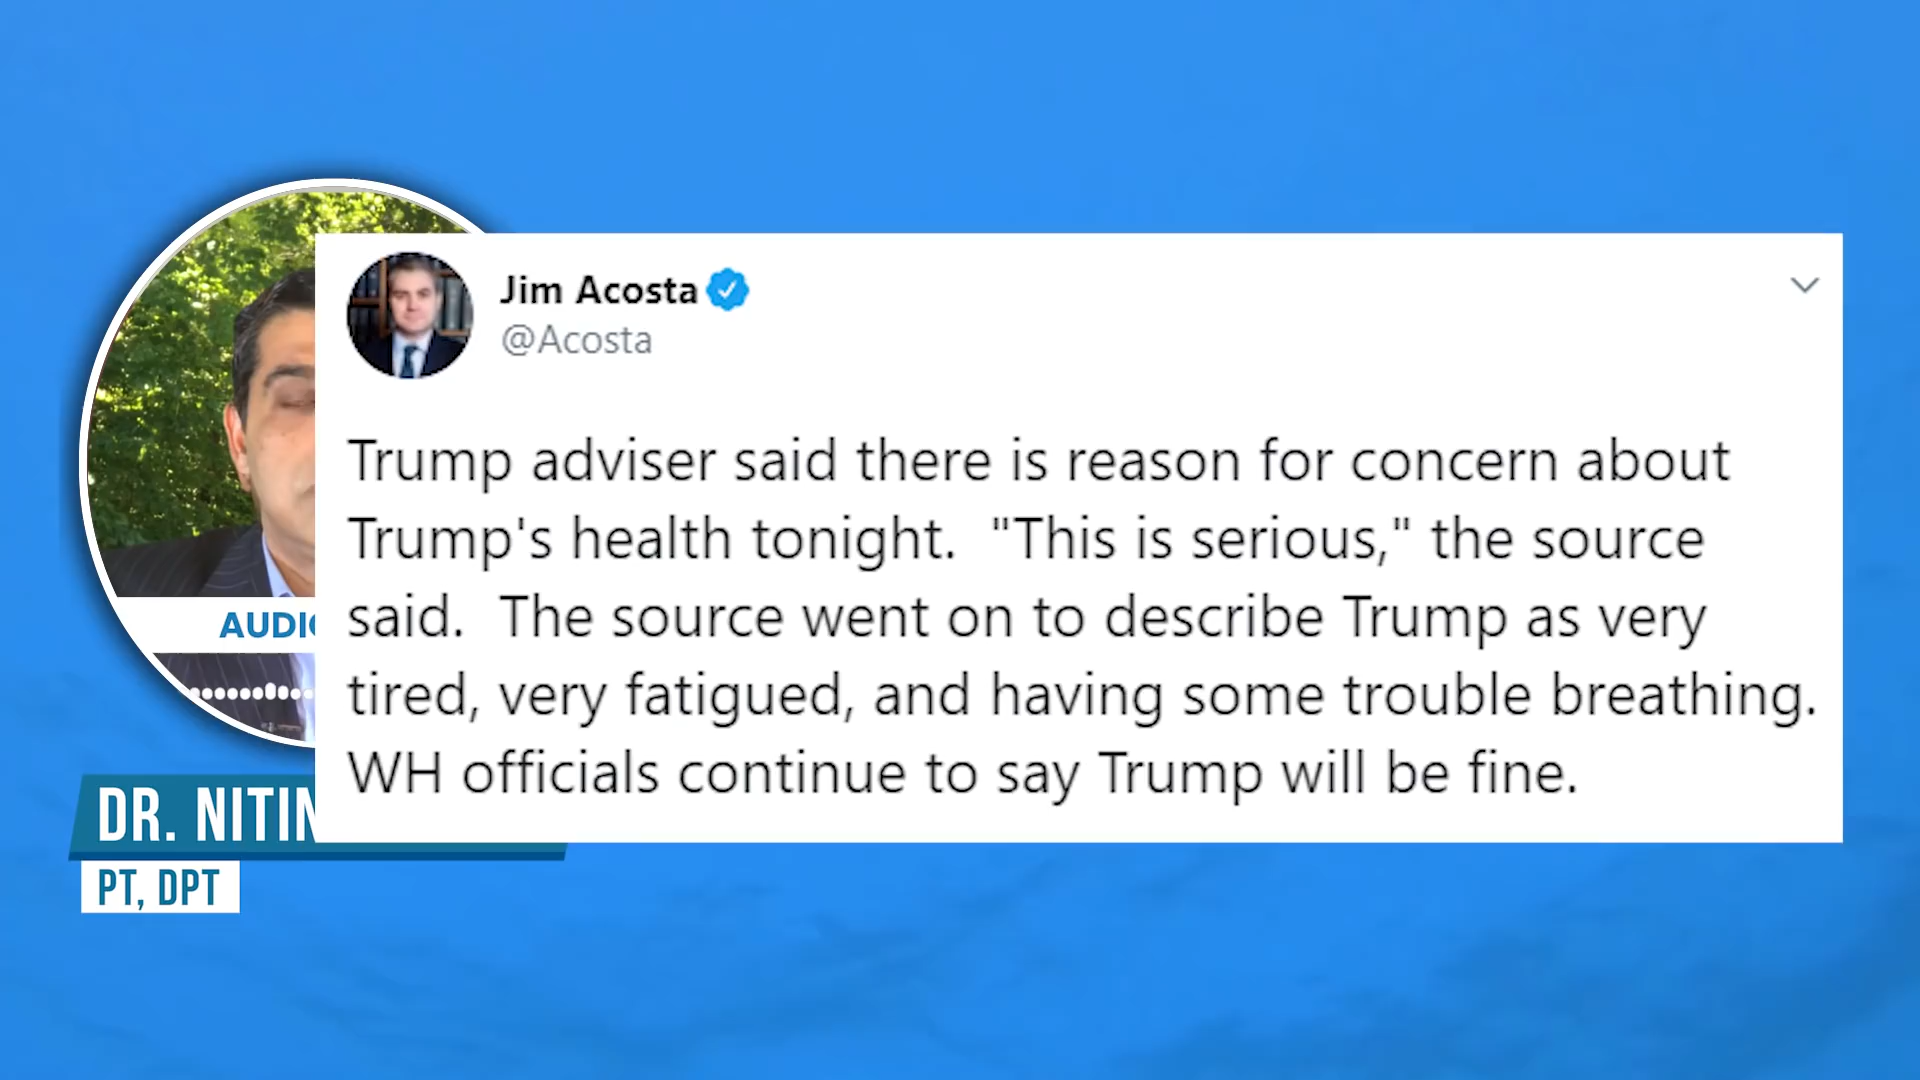 Jim Acosta
@Acosta
Trump adviser said there is reason for concern about
Trump's health tonight.  "This is serious," the source
said.  The source went on to describe Trump as very
tired, very fatigued, and having some trouble breathing.
WH officials continue to say Trump will be fine.
DR. NITIN
PT, DPT